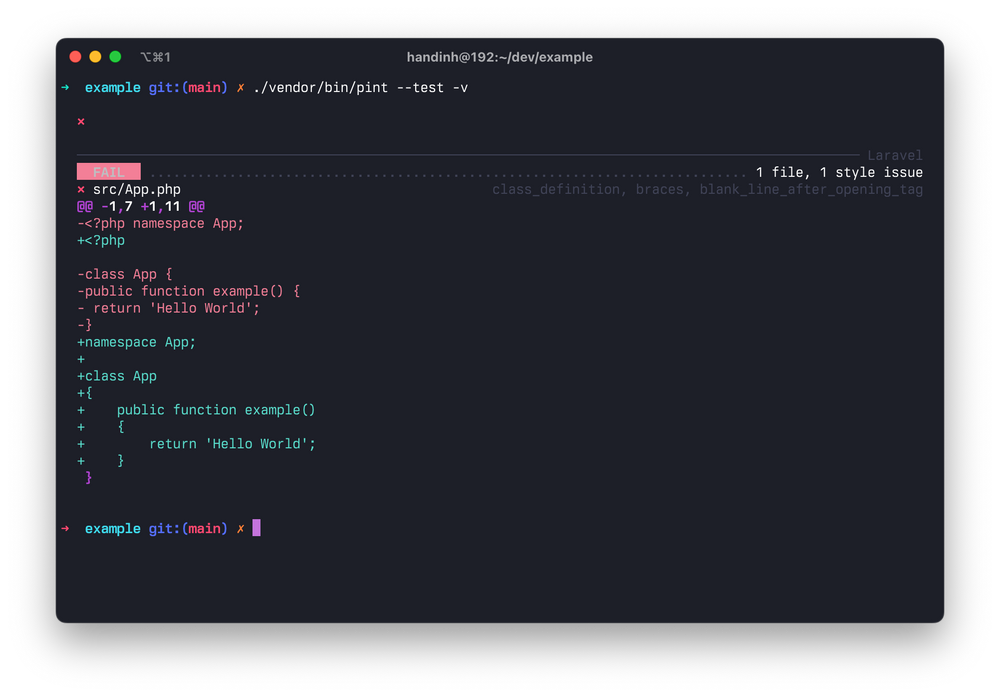 ⌥⌘1 handinh@192:~/dev/example
➜ example git:(main) ✗ ./vendor/bin/pint --test -v
⨯
Laravel
FAIL ........................................................................... 1 file, 1 style issue
⨯ src/App.php class_definition, braces, blank_line_after_opening_tag
@@ -1,7 +1,11 @@
-<?php namespace App;
+<?php

-class App {
-public function example() {
- return 'Hello World';
-}
+namespace App;
+
+class App
+{
+    public function example()
+    {
+        return 'Hello World';
+    }
 }

➜ example git:(main) ✗